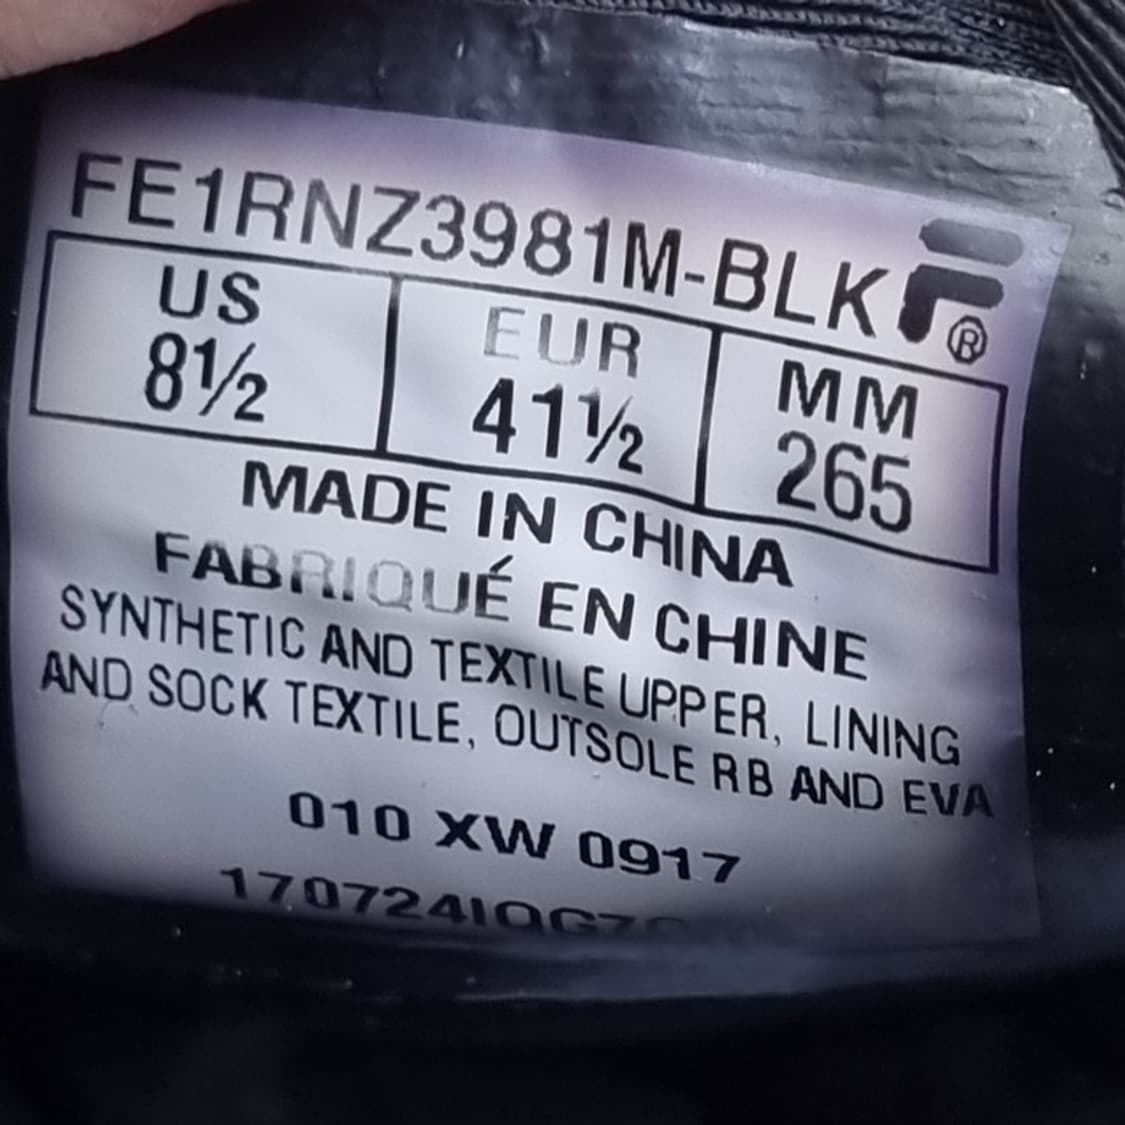 FE1RNZ3981M-BLK
US EUR MM
8½ 41½ 265
MADE IN CHINA
FABRIQUÉ EN CHINE
SYNTHETIC AND TEXTILE UPPER, LINING
AND SOCK TEXTILE, OUTSOLE RB AND EVA
010 XW 0917